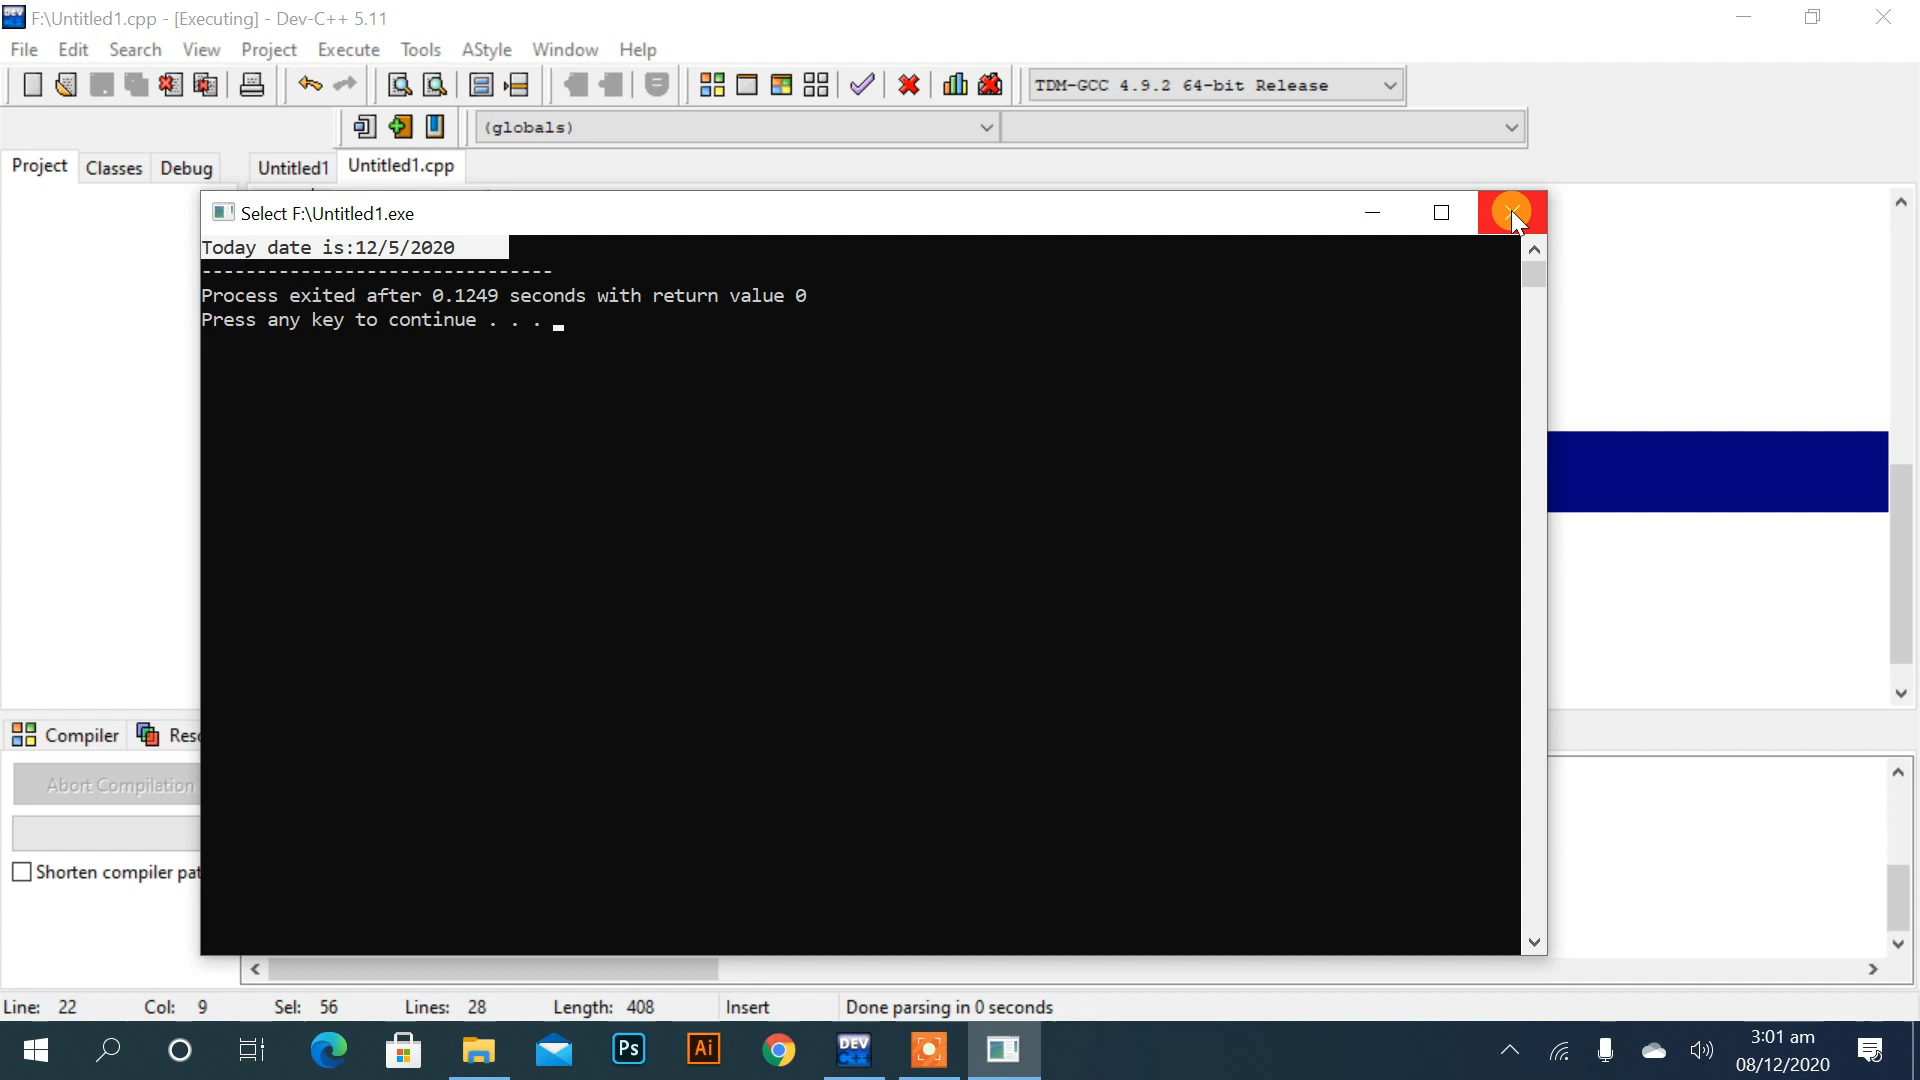 F:\Untitled1.cpp - [Executing] - Dev-C++ 5.11
File Edit Search View Project Execute Tools AStyle Window Help
TDM-GCC 4.9.2 64-bit Release
(globals)
Project Classes Debug Untitled1 Untitled1.cpp
Select F:\Untitled1.exe
Today date is:12/5/2020
--------------------------------
Process exited after 0.1249 seconds with return value 0
Press any key to continue . . .
Compiler
Abort Compilation
Shorten compiler
Line: 22 Col: 9 Sel: 56 Lines: 28 Length: 408 Insert Done parsing in 0 seconds
DEV C++
Ps
Ai
3:01 am
08/12/2020